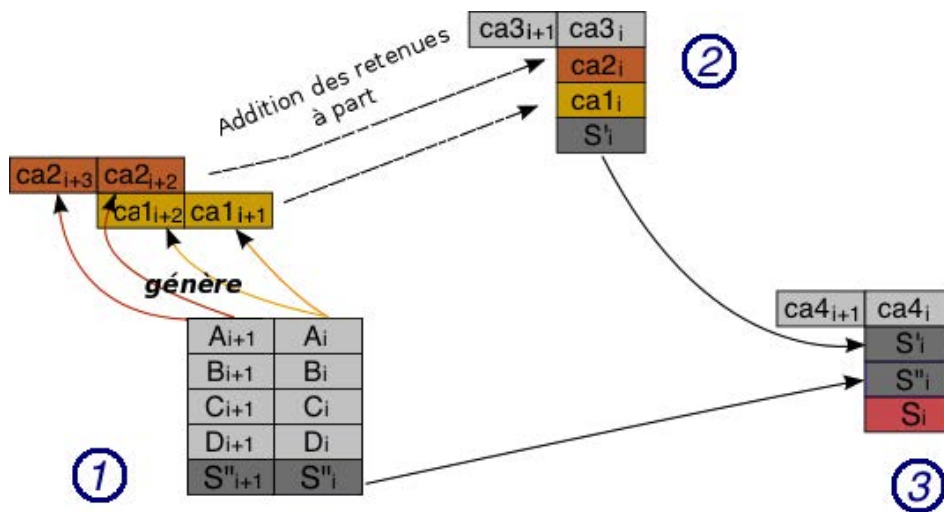 ca3i+1 ca3i
ca2i
ca1i
S'i
2
Addition des retenues
à part
ca2i+3 ca2i+2
ca1i+2 ca1i+1
génère
Ai+1 Ai
Bi+1 Bi
Ci+1 Ci
Di+1 Di
S"i+1 S"i
1
ca4i+1 ca4i
S'i
S"i
Si
3